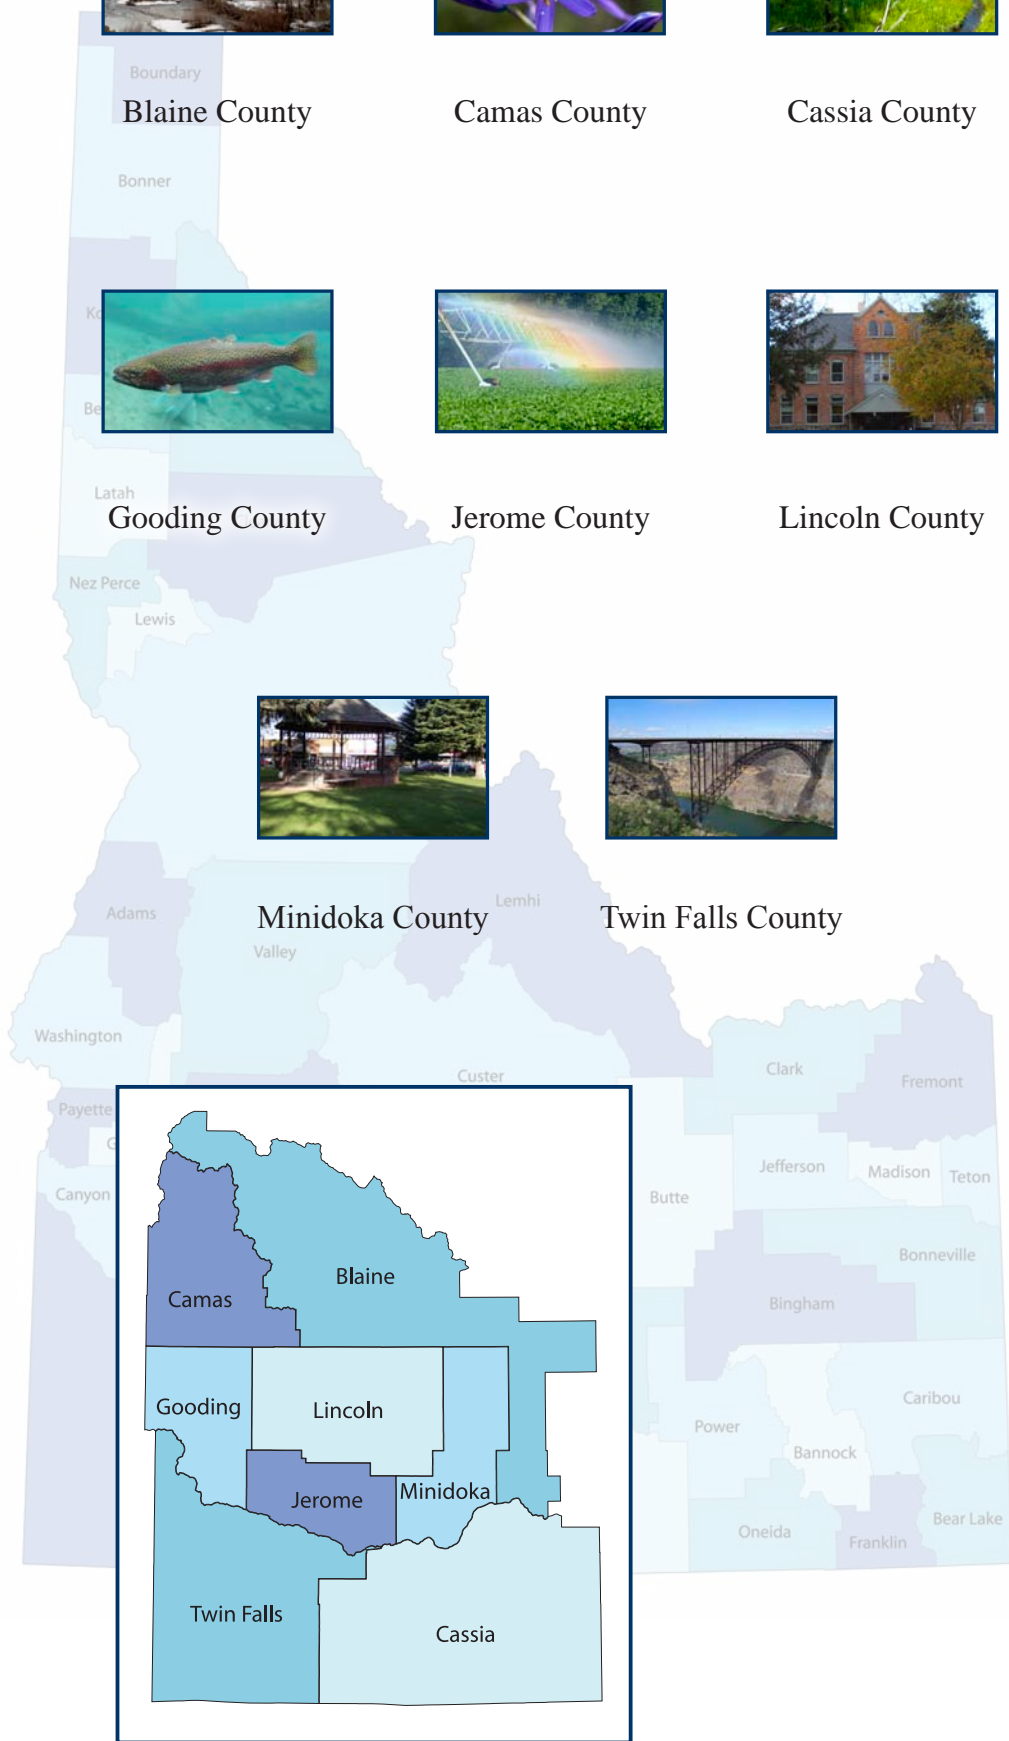 Boundary
Blaine County
Camas County
Cassia County
Bonner
Ko
Be
Latah
Gooding County
Jerome County
Lincoln County
Nez Perce
Lewis
Adams
Minidoka County
Lemhi
Twin Falls County
Valley
Washington
Custer
Clark
Fremont
Payette
G
Jefferson
Madison
Teton
Canyon
Butte
Bonneville
Bingham
Caribou
Power
Bannock
Oneida
Franklin
Bear Lake
Blaine
Camas
Gooding
Lincoln
Jerome
Minidoka
Twin Falls
Cassia